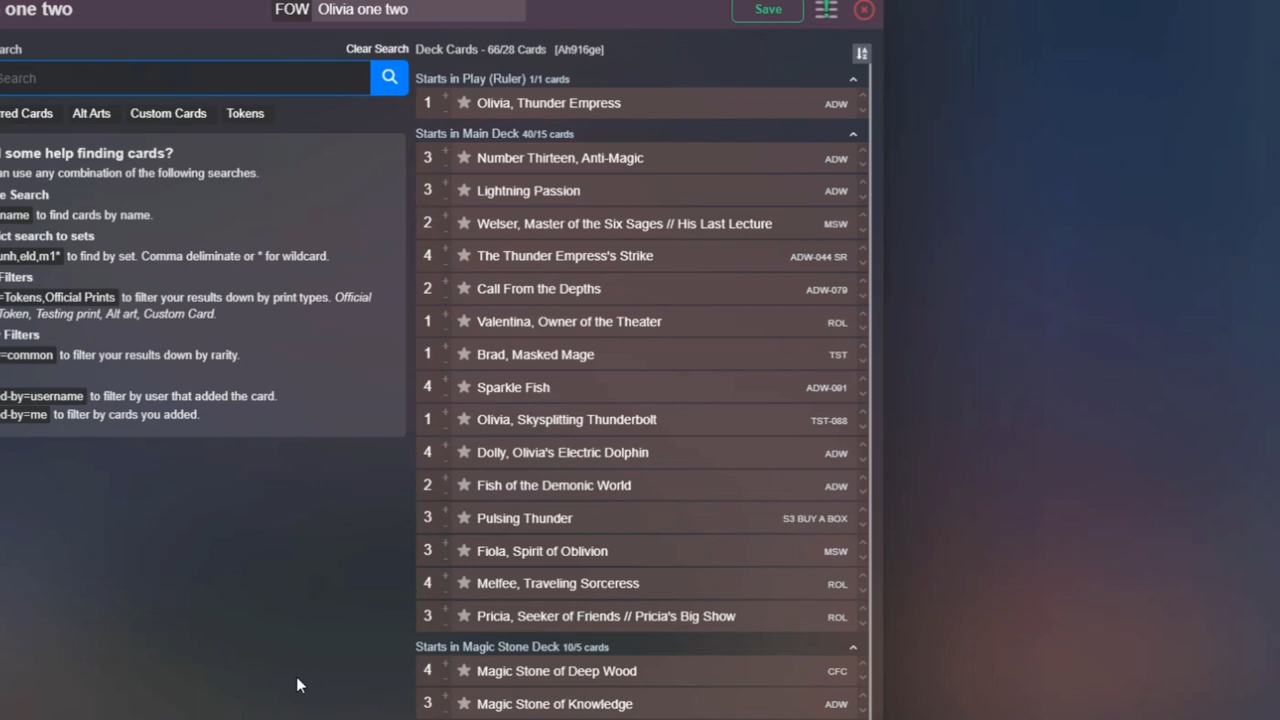 one two
FOW Olivia one two
Save
arch
Clear Search
Search
red Cards Alt Arts Custom Cards Tokens
some help finding cards?
an use any combination of the following searches.
e Search
name to find cards by name.
ict search to sets
unh,eld,m1* to find by set. Comma deliminate or * for wildcard.
Filters
=Tokens,Official Prints to filter your results down by print types. Official
Token, Testing print, Alt art, Custom Card.
Filters
=common to filter your results down by rarity.
d-by=username to filter by user that added the card.
d-by=me to filter by cards you added.
Deck Cards - 66/28 Cards [Ah916ge]
Starts in Play (Ruler) 1/1 cards
1 Olivia, Thunder Empress ADW
Starts in Main Deck 40/15 cards
3 Number Thirteen, Anti-Magic ADW
3 Lightning Passion ADW
2 Welser, Master of the Six Sages // His Last Lecture MSW
4 The Thunder Empress's Strike ADW-044 SR
2 Call From the Depths ADW-079
1 Valentina, Owner of the Theater ROL
1 Brad, Masked Mage TST
4 Sparkle Fish ADW-091
1 Olivia, Skysplitting Thunderbolt TST-088
4 Dolly, Olivia's Electric Dolphin ADW
2 Fish of the Demonic World ADW
3 Pulsing Thunder S3 BUY A BOX
3 Fiola, Spirit of Oblivion MSW
4 Melfee, Traveling Sorceress ROL
3 Pricia, Seeker of Friends // Pricia's Big Show ROL
Starts in Magic Stone Deck 10/5 cards
4 Magic Stone of Deep Wood CFC
3 Magic Stone of Knowledge ADW